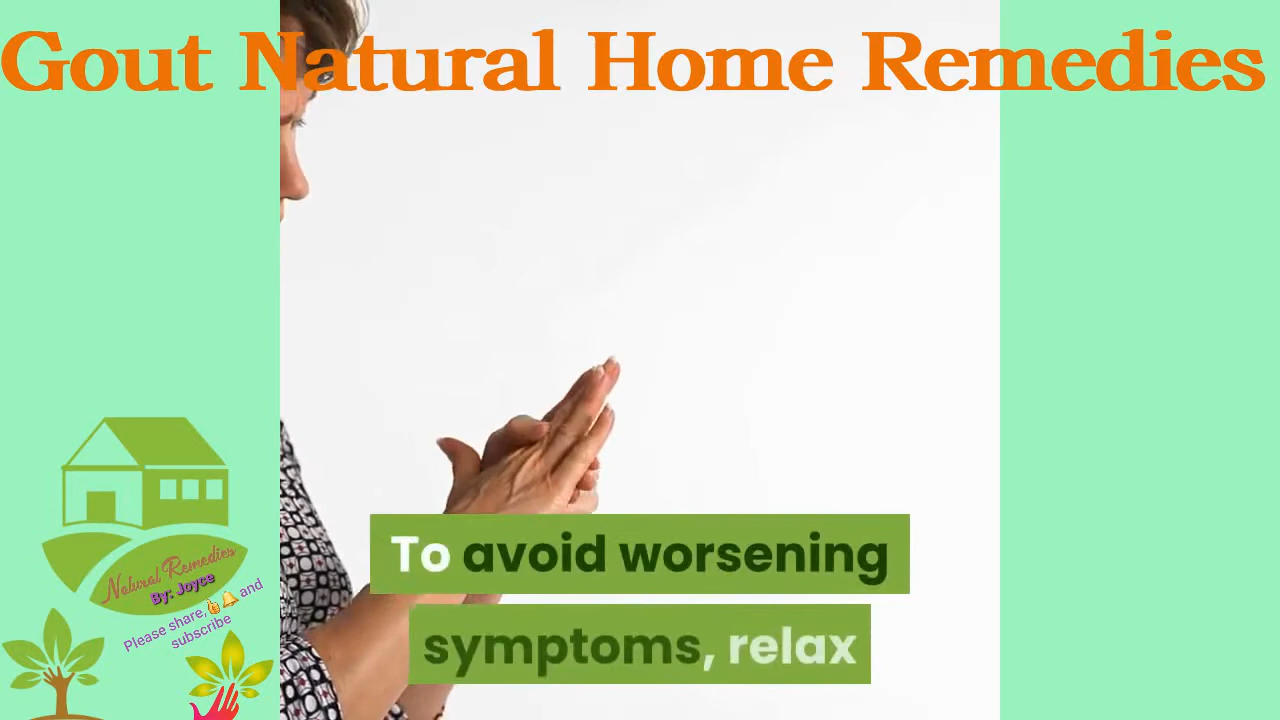 Gout Natural Home Remedies
To avoid worsening
symptoms, relax
Natural Remedies
By: Joyce
Please share,👍🔔 and
subscribe